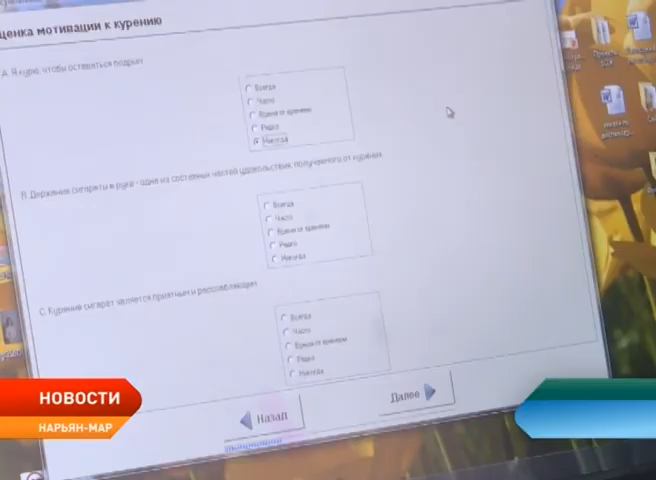 ценка мотивации к курению
А. Я курю, чтобы оставаться бодрым
Всегда
Часто
Время от времени
Редко
Никогда
В. Держание сигареты в руке - одна из составных частей удовольствия, получаемого от курения
Всегда
Часто
Время от времени
Редко
Никогда
С. Курение сигарет является приятным и расслабляющим
Всегда
Часто
Время от времени
Редко
Никогда
Назад
Далее
НОВОСТИ
НАРЬЯН-МАР